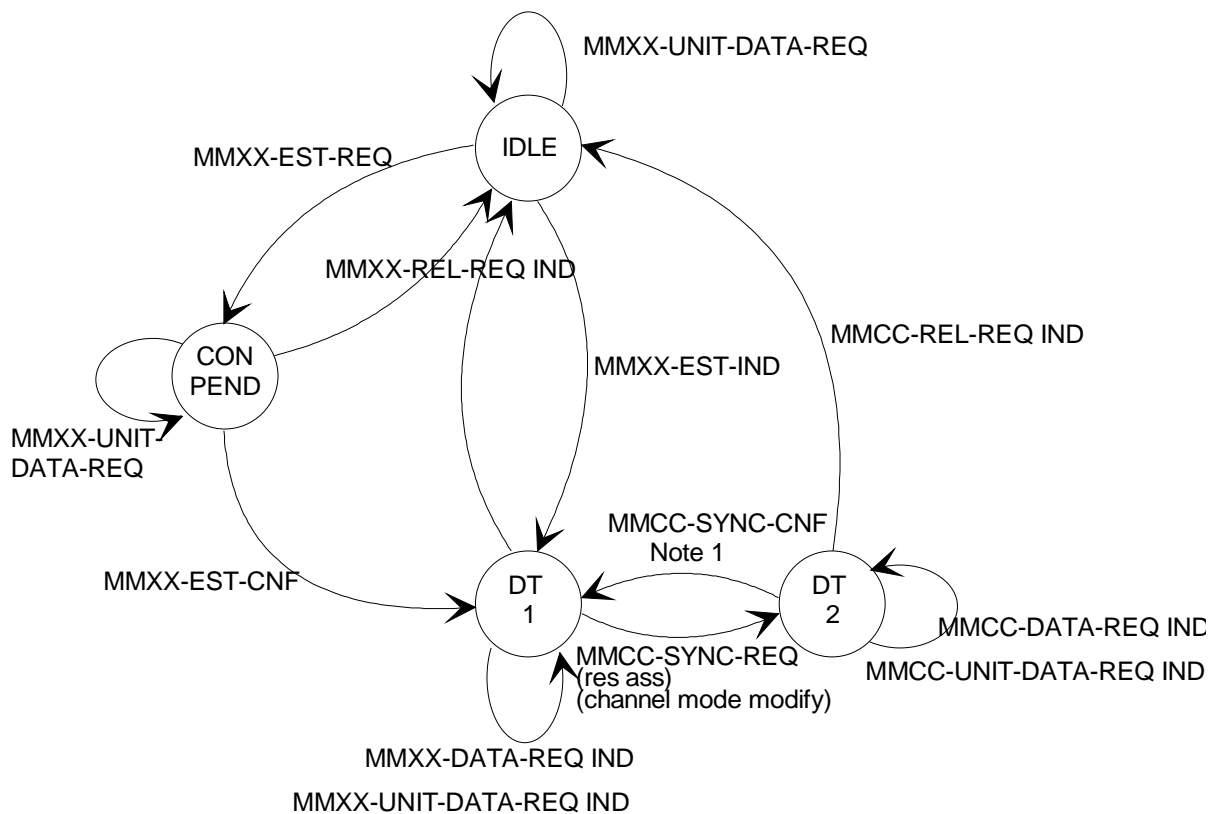 MMXX-UNIT-DATA-REQ
IDLE
MMXX-EST-REQ
MMXX-REL-REQ IND
MMCC-REL-REQ IND
CON
PEND
MMXX-EST-IND
MMXX-UNIT-
DATA-REQ
MMCC-SYNC-CNF
Note 1
MMXX-EST-CNF
DT
1
DT
2
MMCC-DATA-REQ IND
MMCC-UNIT-DATA-REQ IND
MMCC-SYNC-REQ
(res ass)
(channel mode modify)
MMXX-DATA-REQ IND
MMXX-UNIT-DATA-REQ IND